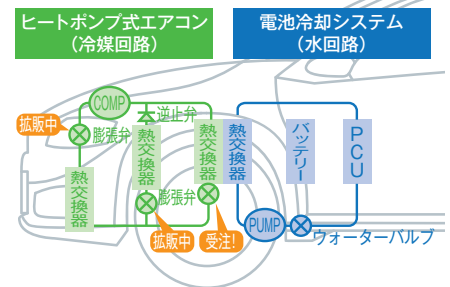 ヒートポンプ式エアコン
（冷媒回路）
電池冷却システム
（水回路）
COMP
逆止弁
拡販中
膨張弁
熱交換器
熱交換器
熱交換器
熱交換器
バッテリー
PCU
膨張弁
拡販中
受注!
PUMP
ウォーターバルブ